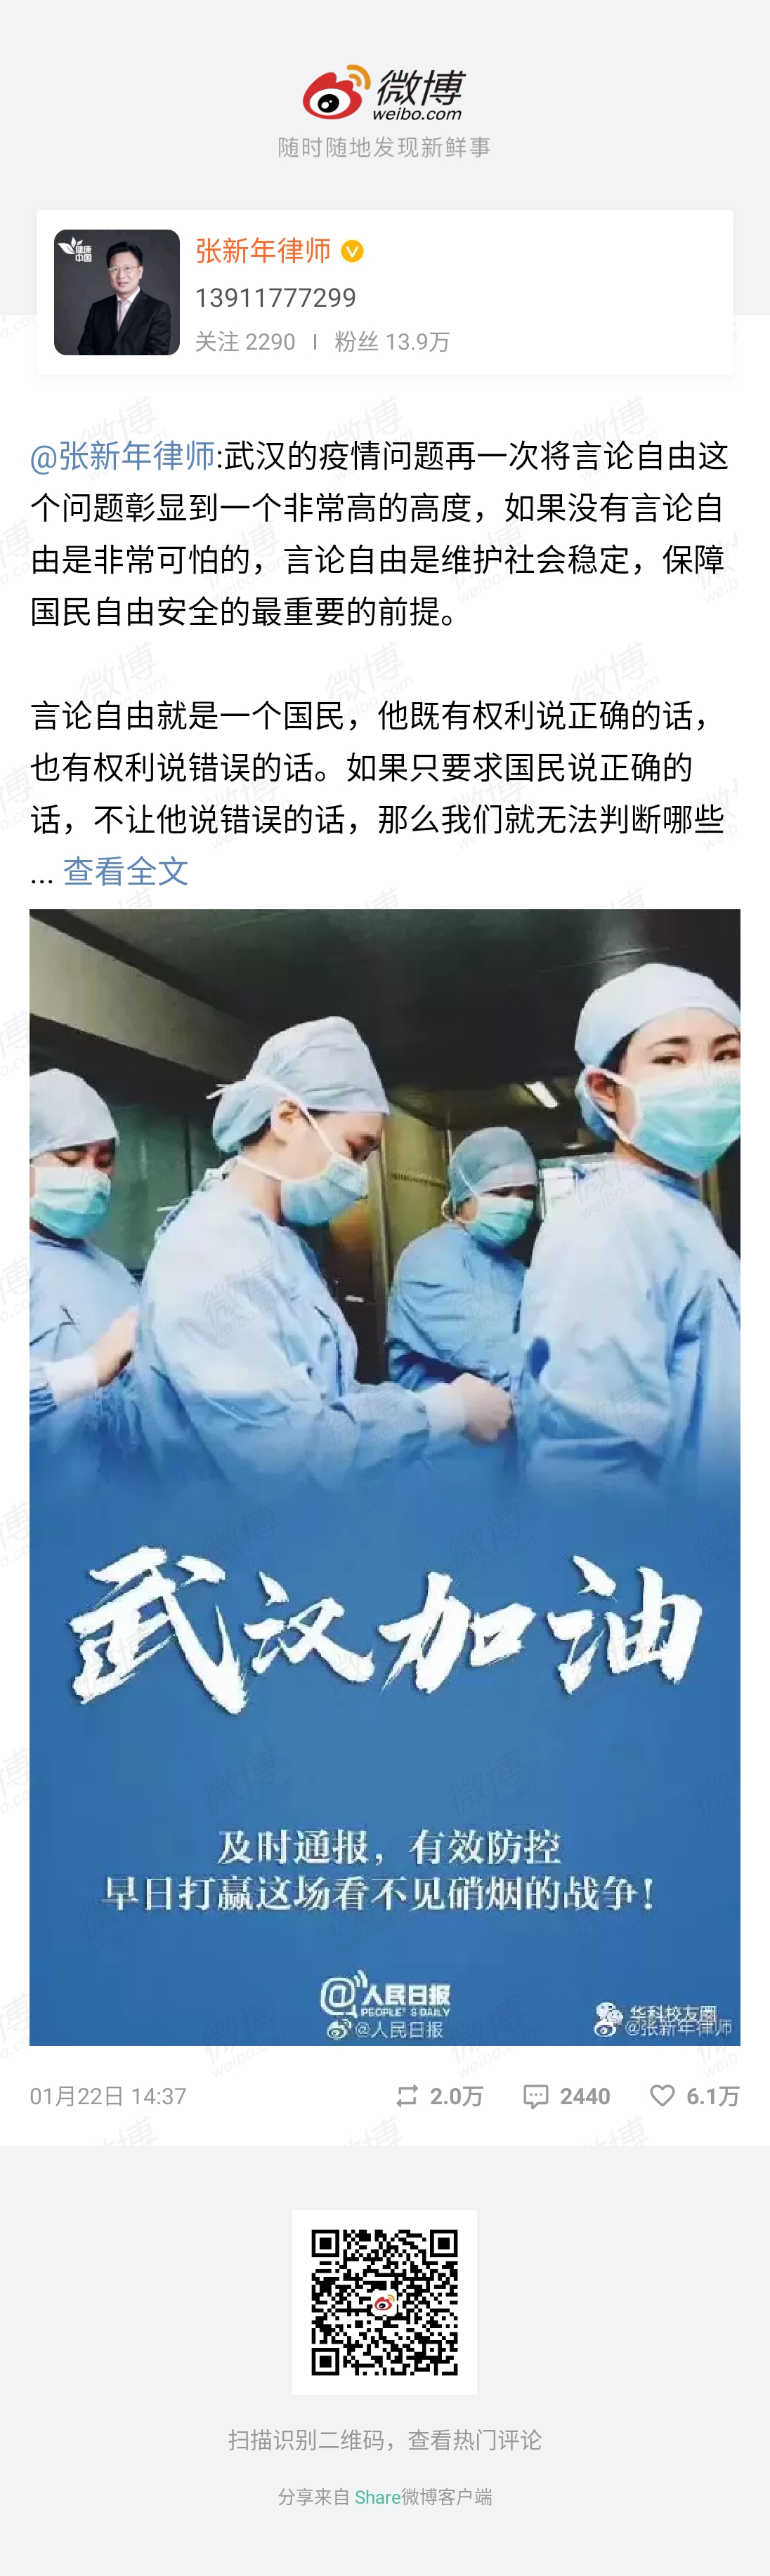 微博
weibo.com
随时随地发现新鲜事
健康
中国
张新年律师
13911777299
关注 2290 | 粉丝 13.9万
@张新年律师:武汉的疫情问题再一次将言论自由这
个问题彰显到一个非常高的高度，如果没有言论自
由是非常可怕的，言论自由是维护社会稳定，保障
国民自由安全的最重要的前提。
言论自由就是一个国民，他既有权利说正确的话，
也有权利说错误的话。如果只要求国民说正确的
话，不让他说错误的话，那么我们就无法判断哪些
... 查看全文
武汉加油
及时通报，有效防控
早日打赢这场看不见硝烟的战争！
@人民日报
PEOPLE'S DAILY
@人民日报
华科校友圈
@张新年律师
01月22日 14:37
2.0万
2440
6.1万
扫描识别二维码，查看热门评论
分享来自 Share微博客户端